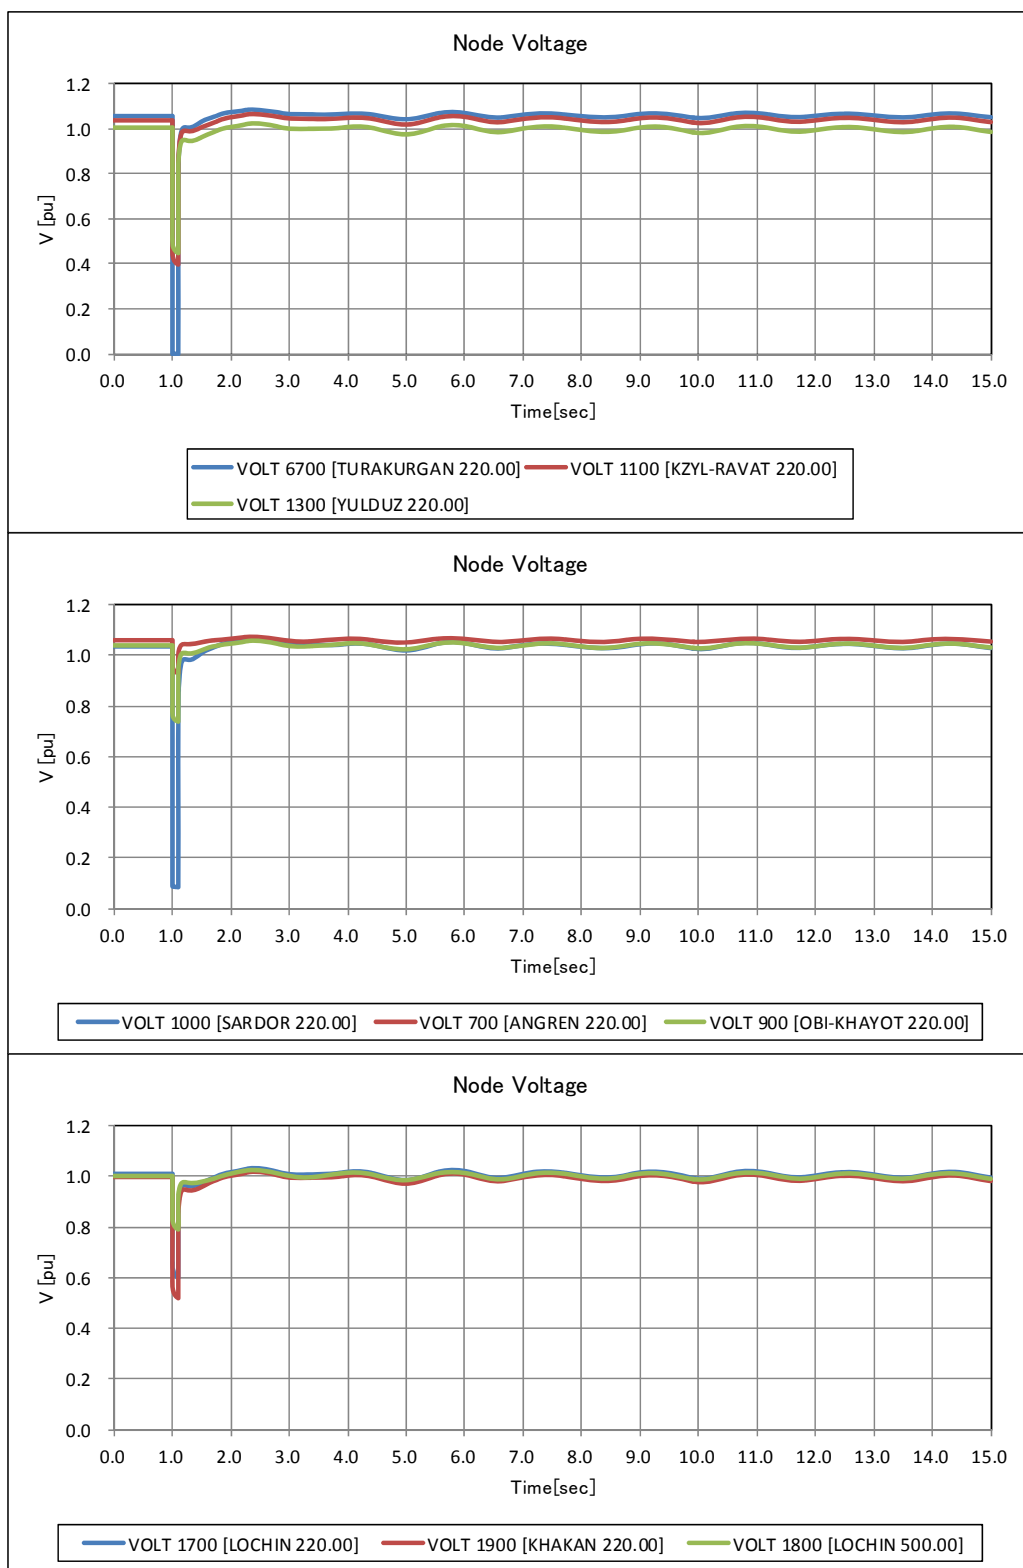 Node Voltage
1.2
1.0
0.8
0.6
0.4
0.2
0.0
V [pu]
0.0 1.0 2.0 3.0 4.0 5.0 6.0 7.0 8.0 9.0 10.0 11.0 12.0 13.0 14.0 15.0
Time[sec]
VOLT 6700 [TURAKURGAN 220.00] VOLT 1100 [KZYL-RAVAT 220.00]
VOLT 1300 [YULDUZ 220.00]
Node Voltage
1.2
1.0
0.8
0.6
0.4
0.2
0.0
V [pu]
0.0 1.0 2.0 3.0 4.0 5.0 6.0 7.0 8.0 9.0 10.0 11.0 12.0 13.0 14.0 15.0
Time[sec]
VOLT 1000 [SARDOR 220.00] VOLT 700 [ANGREN 220.00] VOLT 900 [OBI-KHAYOT 220.00]
Node Voltage
1.2
1.0
0.8
0.6
0.4
0.2
0.0
V [pu]
0.0 1.0 2.0 3.0 4.0 5.0 6.0 7.0 8.0 9.0 10.0 11.0 12.0 13.0 14.0 15.0
Time[sec]
VOLT 1700 [LOCHIN 220.00] VOLT 1900 [KHAKAN 220.00] VOLT 1800 [LOCHIN 500.00]